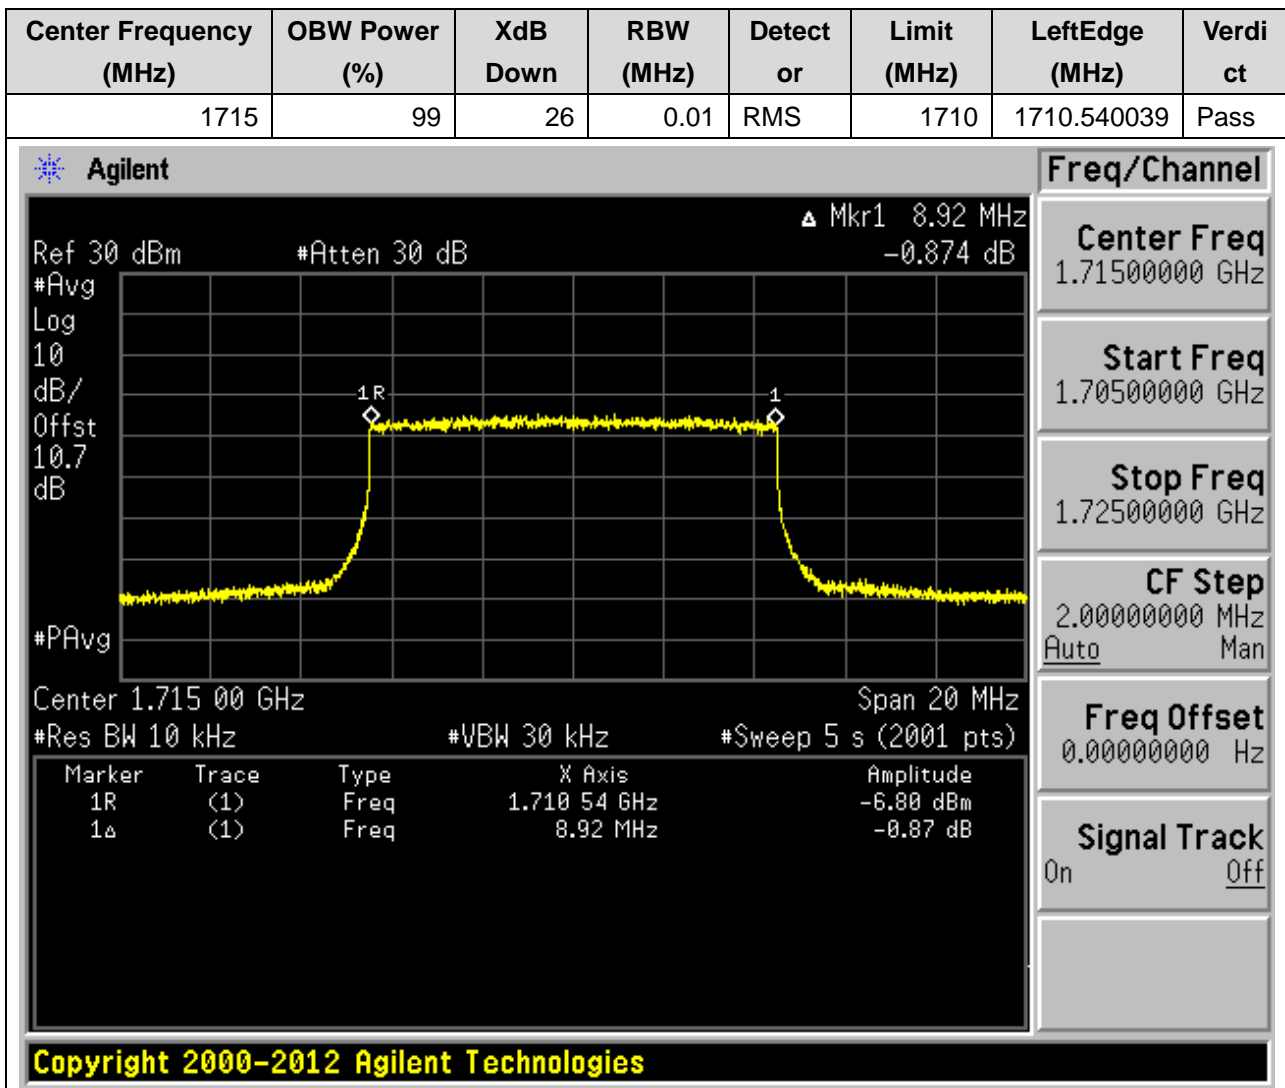 Center Frequency OBW Power XdB RBW Detect Limit LeftEdge Verdi
(MHz) (%) Down (MHz) or (MHz) (MHz) ct
1715 99 26 0.01 RMS 1710 1710.540039 Pass
Agilent
Freq/Channel
Δ Mkr1 8.92 MHz
Ref 30 dBm #Atten 30 dB -0.874 dB
#Avg
Log
10
dB/
Offst
10.7
dB
1R
1
#PAvg
Center 1.715 00 GHz Span 20 MHz
#Res BW 10 kHz #VBW 30 kHz #Sweep 5 s (2001 pts)
Marker Trace Type X Axis Amplitude
1R (1) Freq 1.710 54 GHz -6.80 dBm
1Δ (1) Freq 8.92 MHz -0.87 dB
Center Freq
1.71500000 GHz
Start Freq
1.70500000 GHz
Stop Freq
1.72500000 GHz
CF Step
2.00000000 MHz
Auto Man
Freq Offset
0.00000000 Hz
Signal Track
On Off
Copyright 2000-2012 Agilent Technologies